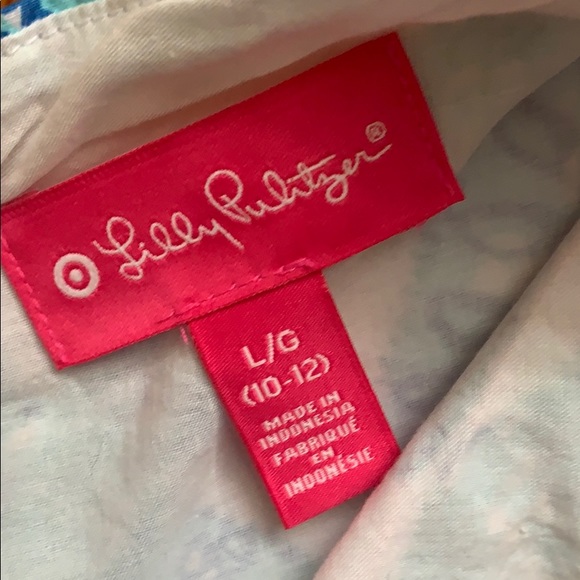 Lilly Pulitzer®
L/G
(10-12)
MADE IN
INDONESIA
FABRIQUÉ
EN
INDONÉSIE